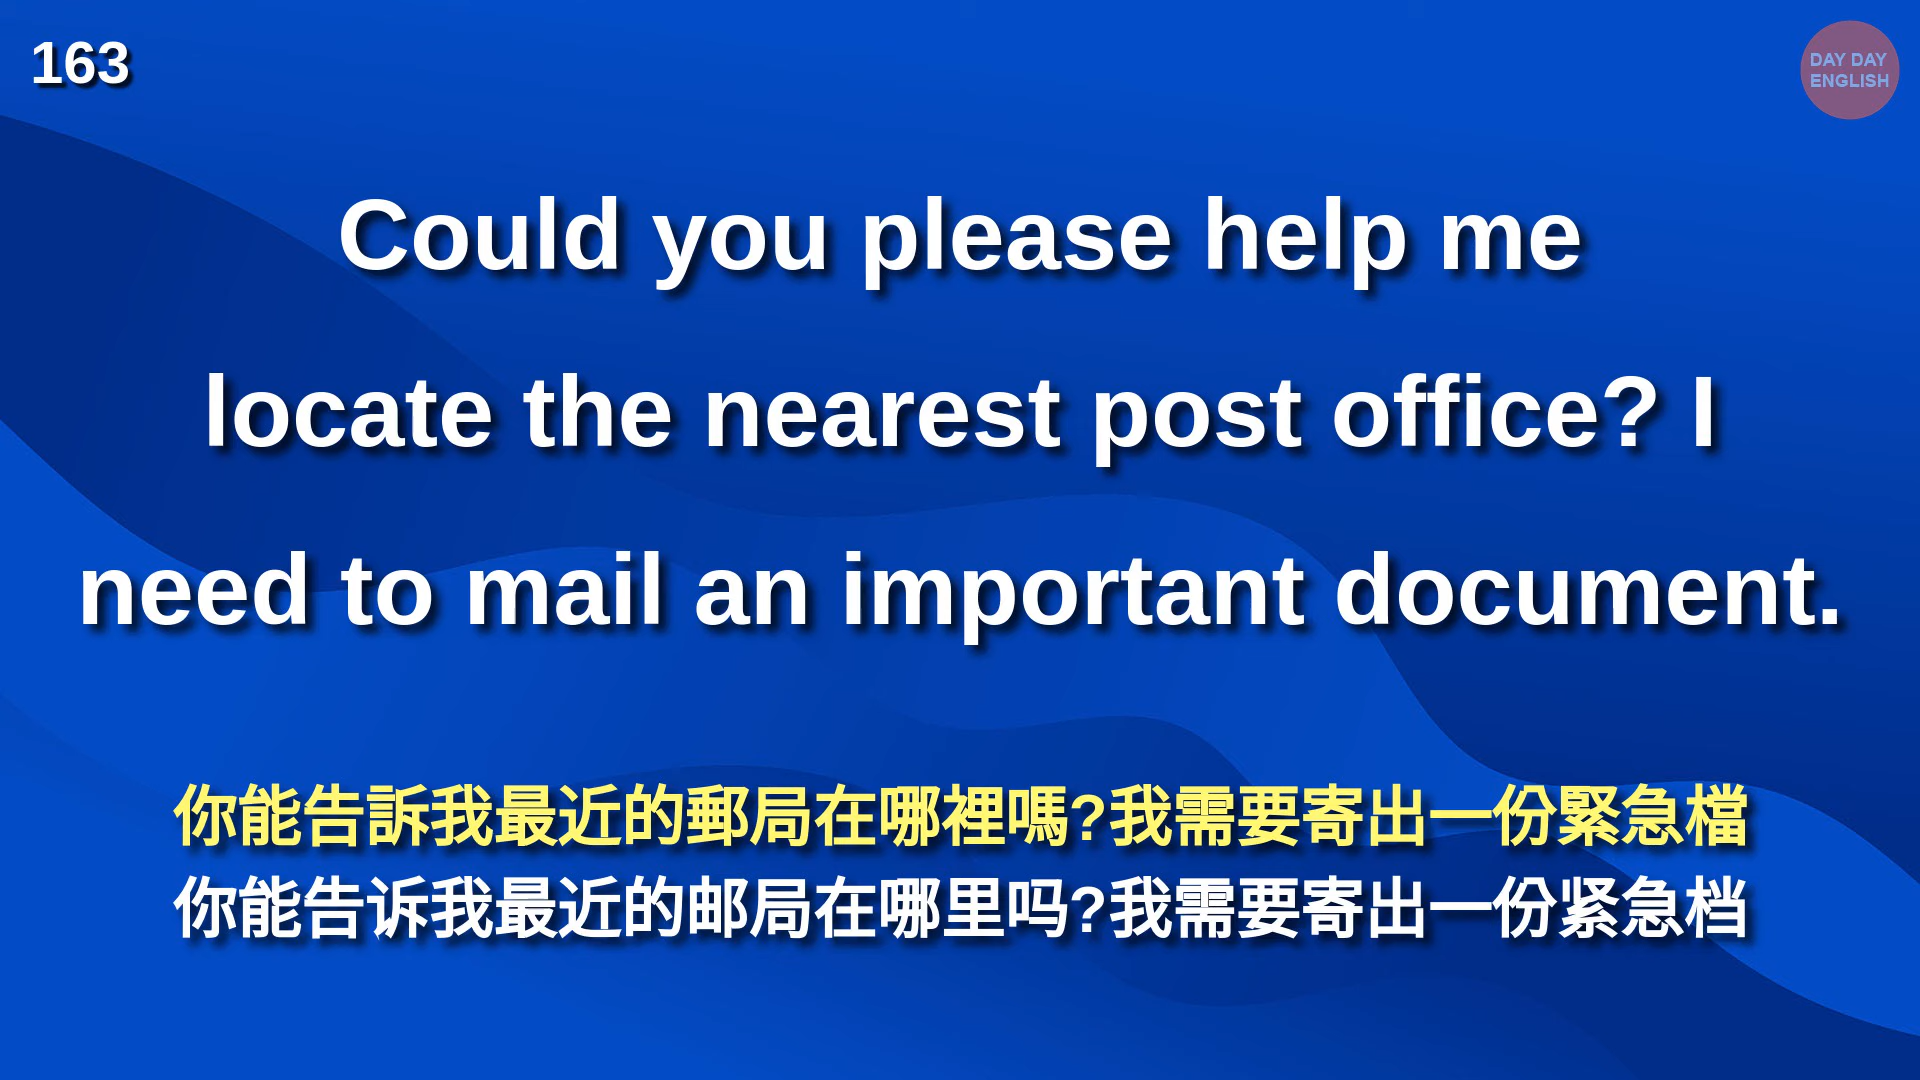 163
DAY DAY
ENGLISH
Could you please help me
locate the nearest post office? I
need to mail an important document.
你能告訴我最近的郵局在哪裡嗎?我需要寄出一份緊急檔
你能告诉我最近的邮局在哪里吗?我需要寄出一份紧急档